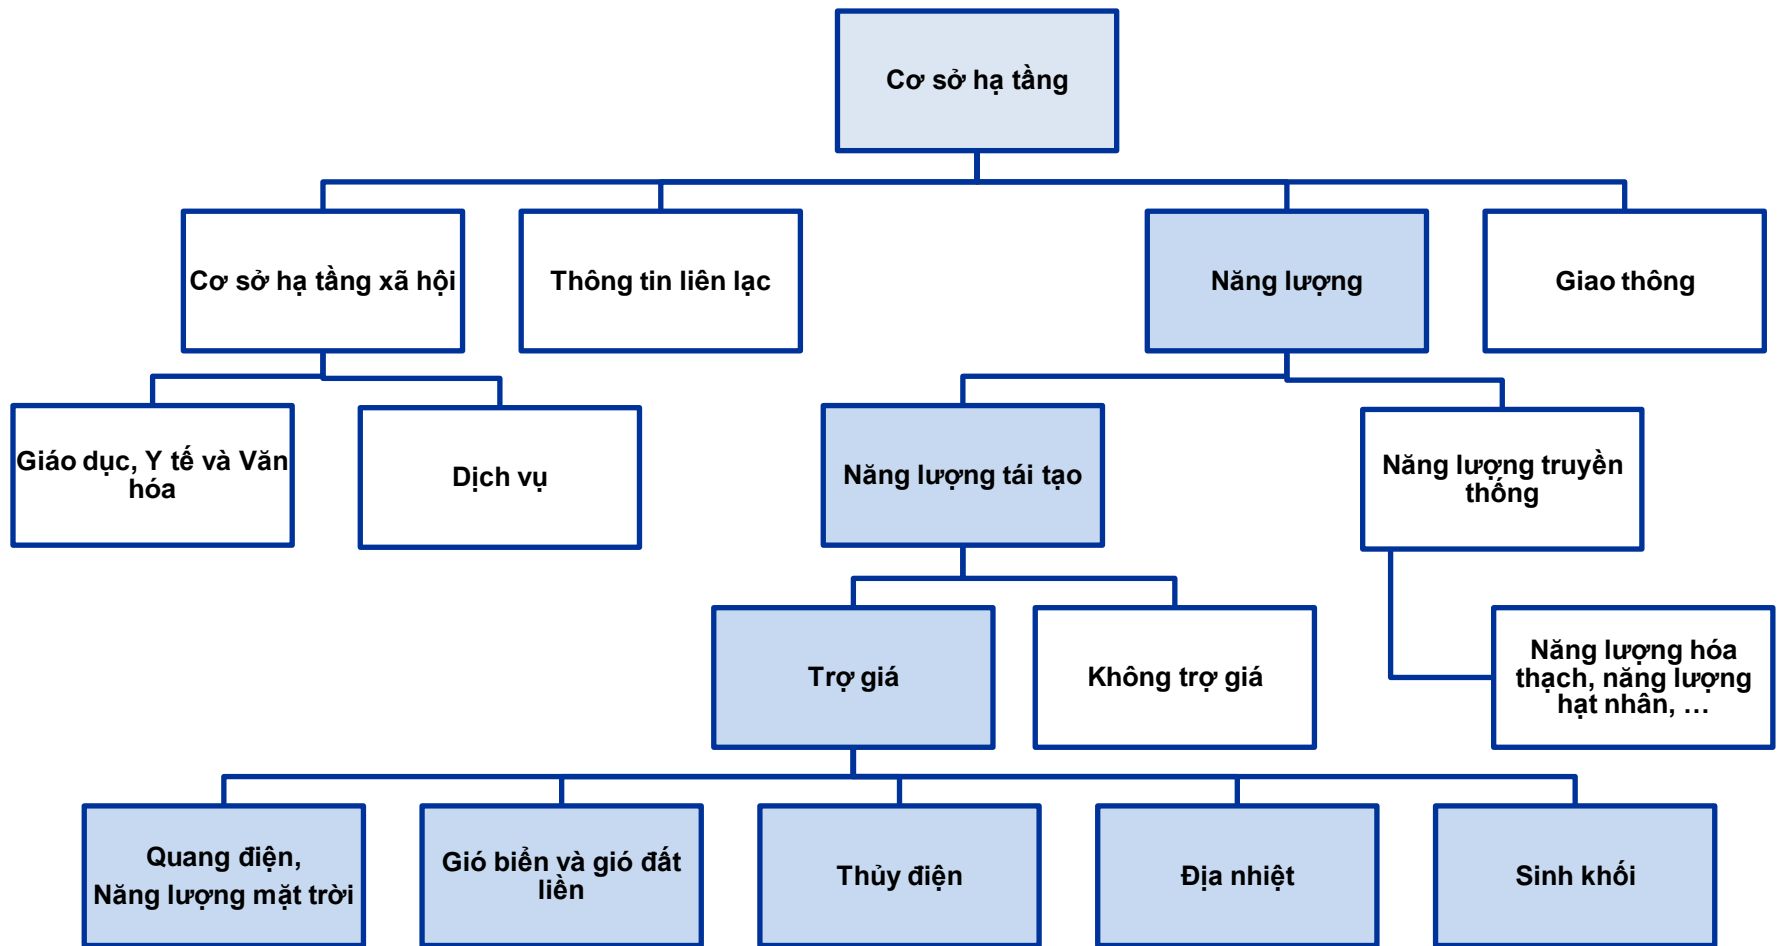 Cơ sở hạ tầng
Cơ sở hạ tầng xã hội
Thông tin liên lạc
Năng lượng
Giao thông
Giáo dục, Y tế và Văn
hóa
Dịch vụ
Năng lượng tái tạo
Năng lượng truyền
thống
Trợ giá
Không trợ giá
Năng lượng hóa
thạch, năng lượng
hạt nhân, …
Quang điện,
Năng lượng mặt trời
Gió biển và gió đất
liền
Thủy điện
Địa nhiệt
Sinh khối